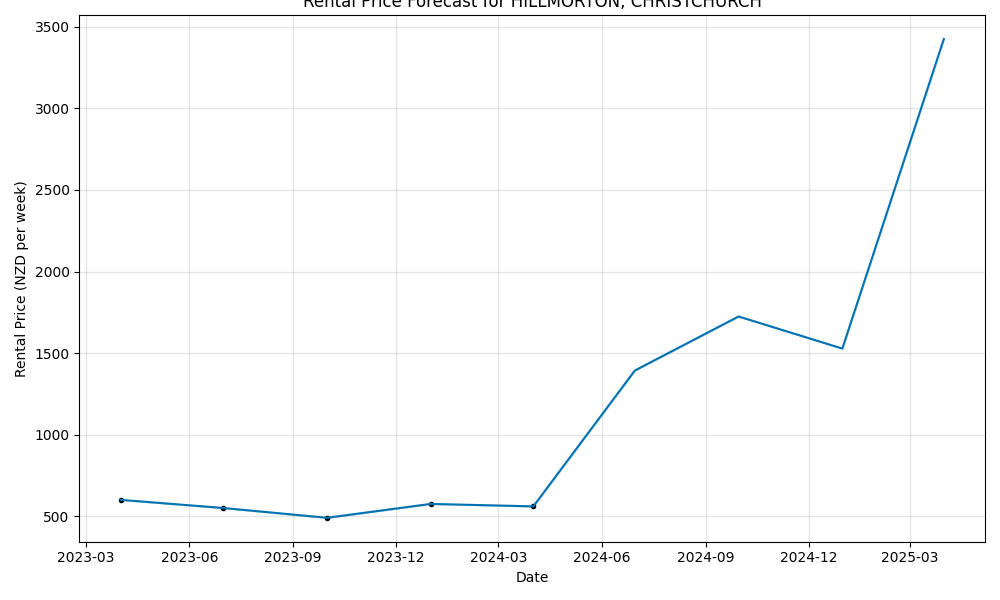 Rental Price Forecast for HILLMORTON, CHRISTCHURCH
3500
3000
2500
2000
1500
1000
500
Rental Price (NZD per week)
2023-03 2023-06 2023-09 2023-12 2024-03 2024-06 2024-09 2024-12 2025-03
Date